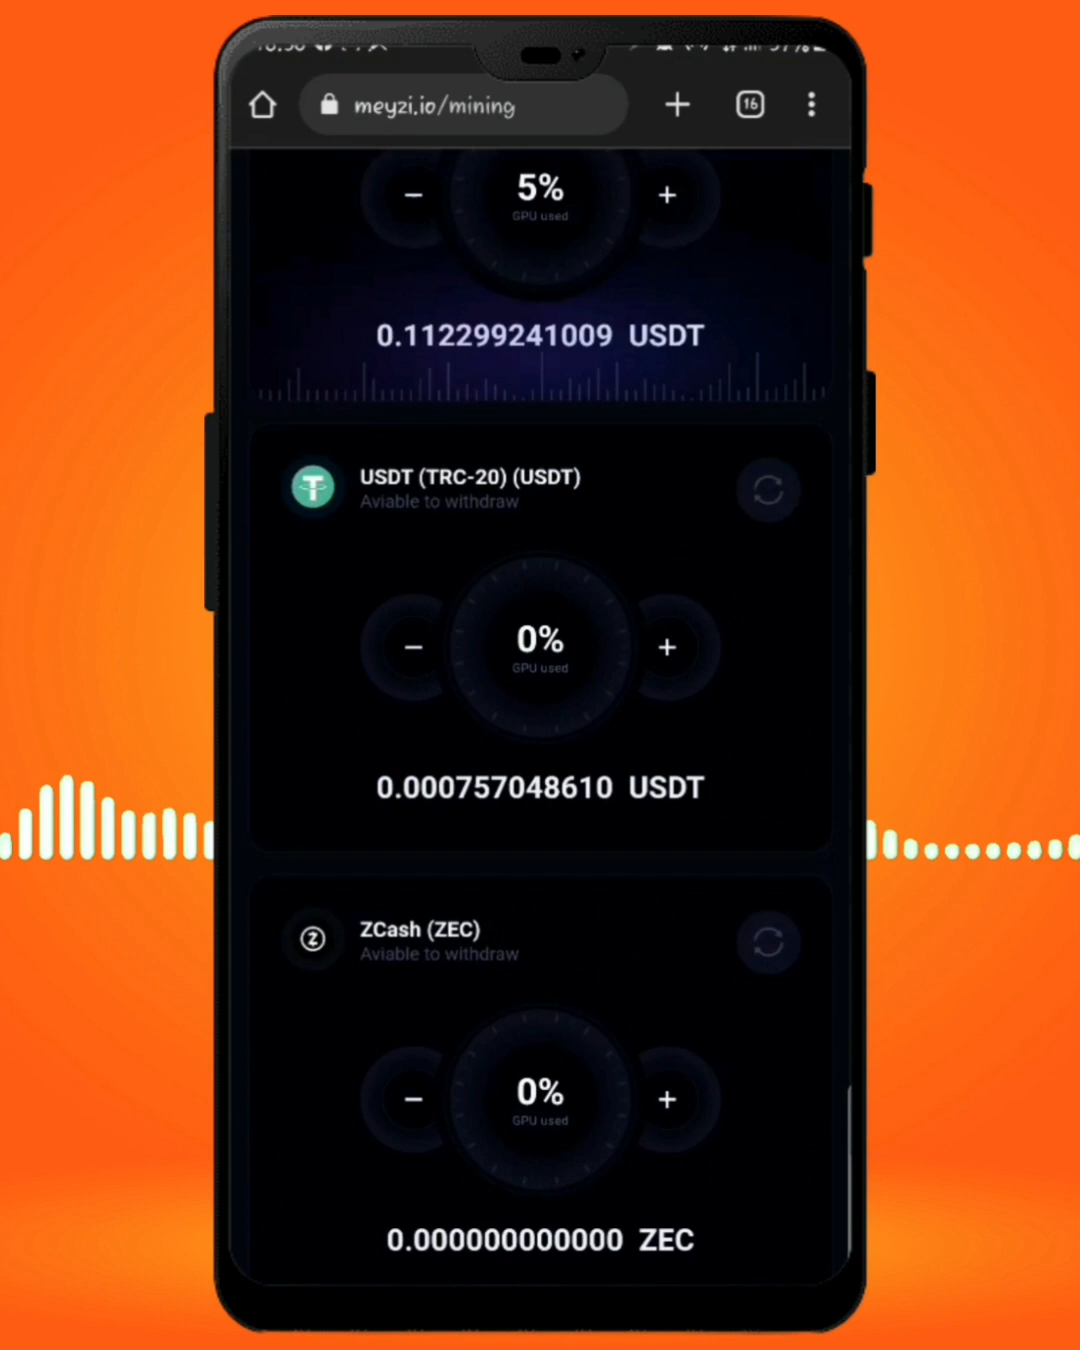 meyzi.io/mining
16
5%
GPU used
0.112299241009 USDT
USDT (TRC-20) (USDT)
Aviable to withdraw
0%
GPU used
0.000757048610 USDT
ZCash (ZEC)
Aviable to withdraw
0%
GPU used
0.000000000000 ZEC